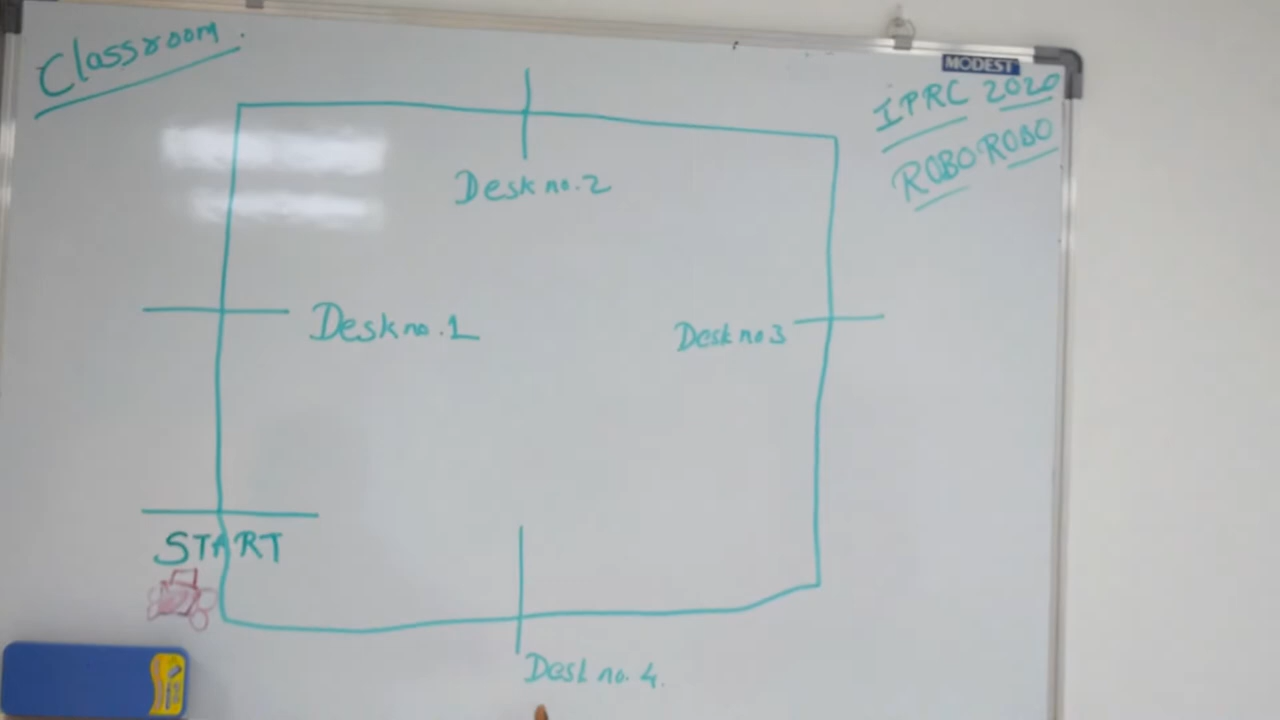 Classroom.
MODEST
IPRC 2020
ROBOROBO
Desk no. 2
Desk no. 1
Desk no 3
START
Desk no. 4.